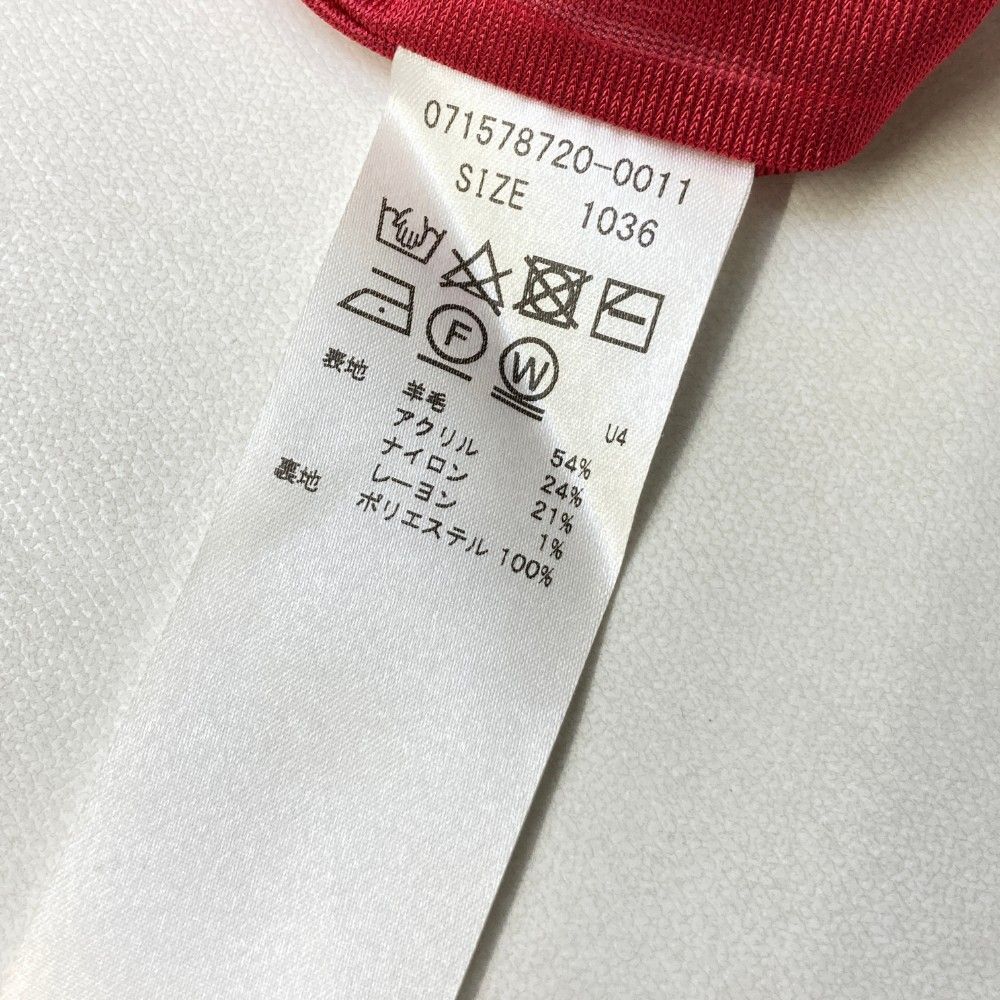 071578720-0011
SIZE 1036
F
W
U4
表地 羊毛 54%
アクリル 24%
ナイロン 21%
レーヨン 1%
裏地 ポリエステル 100%